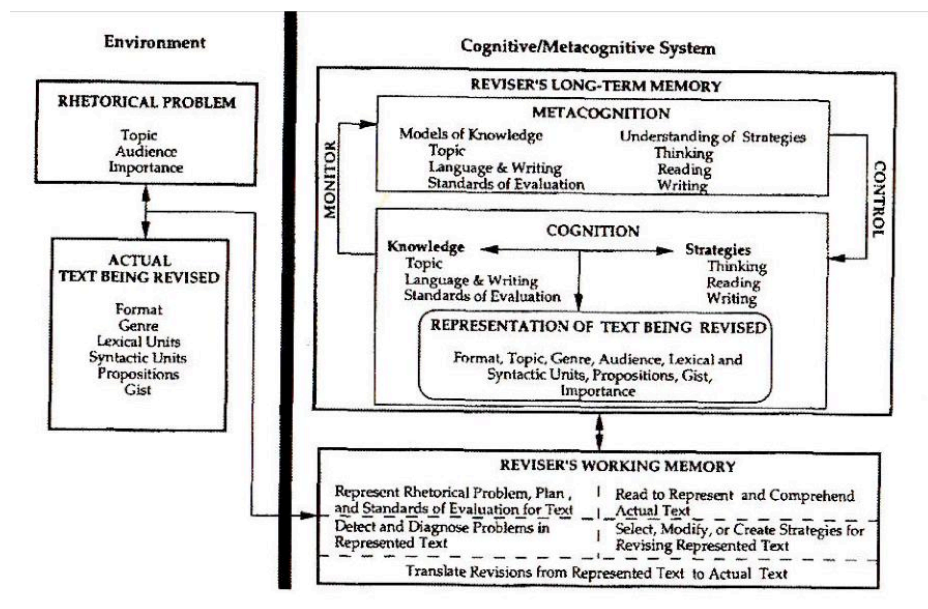 Environment
Cognitive/Metacognitive System
RHETORICAL PROBLEM
Topic
Audience
Importance
ACTUAL
TEXT BEING REVISED
Format
Genre
Lexical Units
Syntactic Units
Propositions
Gist
REVISER'S LONG-TERM MEMORY
METACOGNITION
Models of Knowledge
Topic
Language & Writing
Standards of Evaluation
Understanding of Strategies
Thinking
Reading
Writing
MONITOR
CONTROL
COGNITION
Knowledge
Topic
Language & Writing
Standards of Evaluation
Strategies
Thinking
Reading
Writing
REPRESENTATION OF TEXT BEING REVISED
Format, Topic, Genre, Audience, Lexical and
Syntactic Units, Propositions, Gist,
Importance
REVISER'S WORKING MEMORY
Represent Rhetorical Problem, Plan,
and Standards of Evaluation for Text
Read to Represent and Comprehend
Actual Text
Detect and Diagnose Problems in
Represented Text
Select, Modify, or Create Strategies for
Revising Represented Text
Translate Revisions from Represented Text to Actual Text